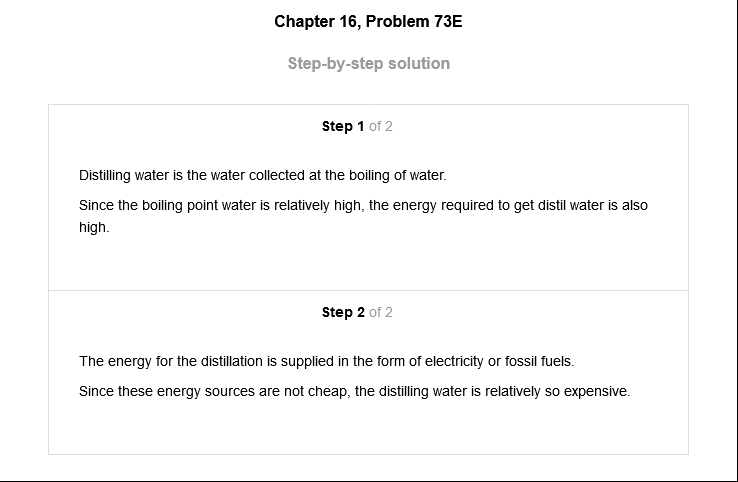 Chapter 16, Problem 73E
Step-by-step solution
Step 1 of 2
Distilling water is the water collected at the boiling of water.
Since the boiling point water is relatively high, the energy required to get distil water is also
high.
Step 2 of 2
The energy for the distillation is supplied in the form of electricity or fossil fuels.
Since these energy sources are not cheap, the distilling water is relatively so expensive.